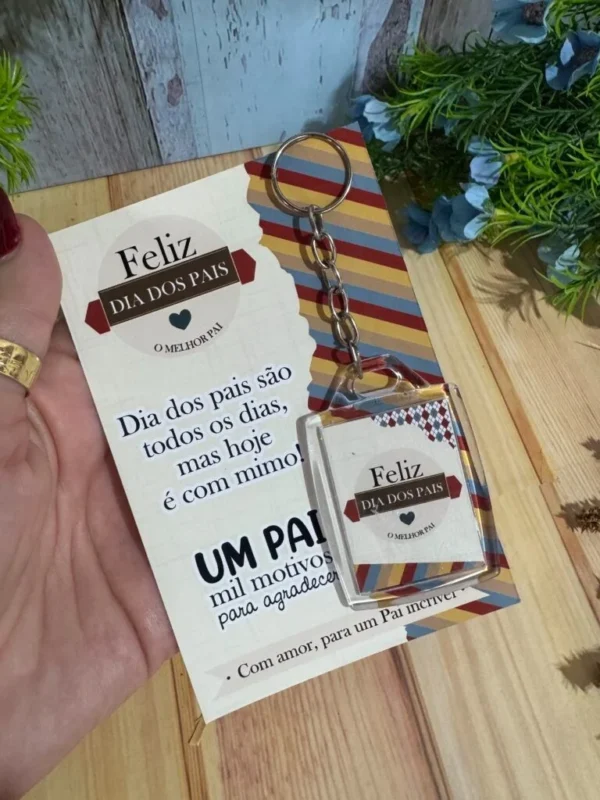 Feliz
DIA DOS PAIS
O MELHOR PAI
Dia dos pais são
todos os dias,
mas hoje
é com mimo!
UM PAI
mil motivos
para agradecer
• Com amor, para um Pai incrível •
Feliz
DIA DOS PAIS
O MELHOR PAI